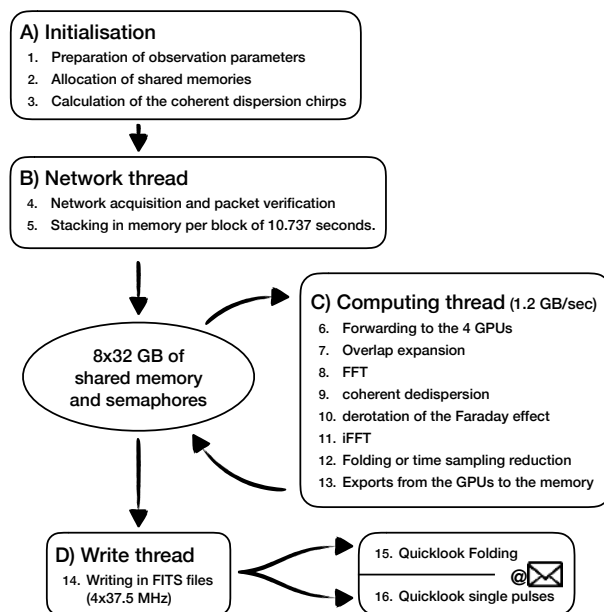 A) Initialisation
1. Preparation of observation parameters
2. Allocation of shared memories
3. Calculation of the coherent dispersion chirps
B) Network thread
4. Network acquisition and packet verification
5. Stacking in memory per block of 10.737 seconds.
8x32 GB of
shared memory
and semaphores
C) Computing thread (1.2 GB/sec)
6. Forwarding to the 4 GPUs
7. Overlap expansion
8. FFT
9. coherent dedispersion
10. derotation of the Faraday effect
11. iFFT
12. Folding or time sampling reduction
13. Exports from the GPUs to the memory
D) Write thread
14. Writing in FITS files
(4x37.5 MHz)
15. Quicklook Folding
@
16. Quicklook single pulses